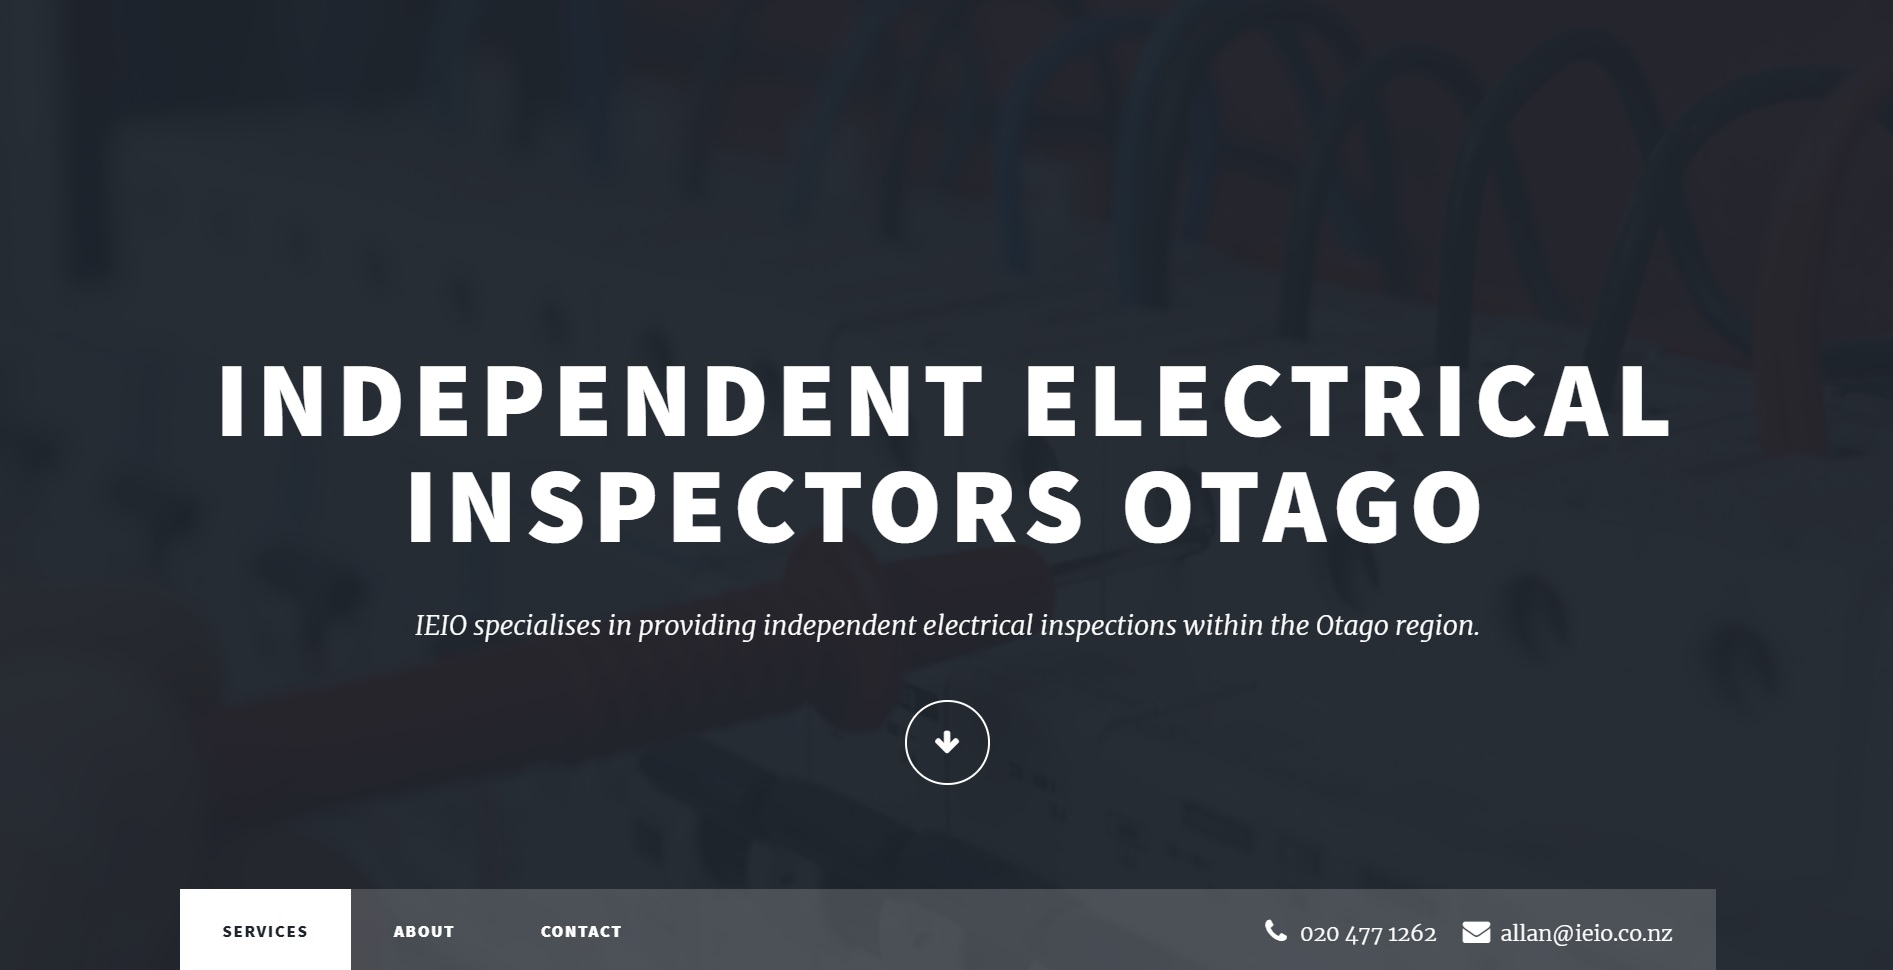 INDEPENDENT ELECTRICAL
INSPECTORS OTAGO
IEIO specialises in providing independent electrical inspections within the Otago region.
SERVICES ABOUT CONTACT 020 477 1262 allan@ieio.co.nz